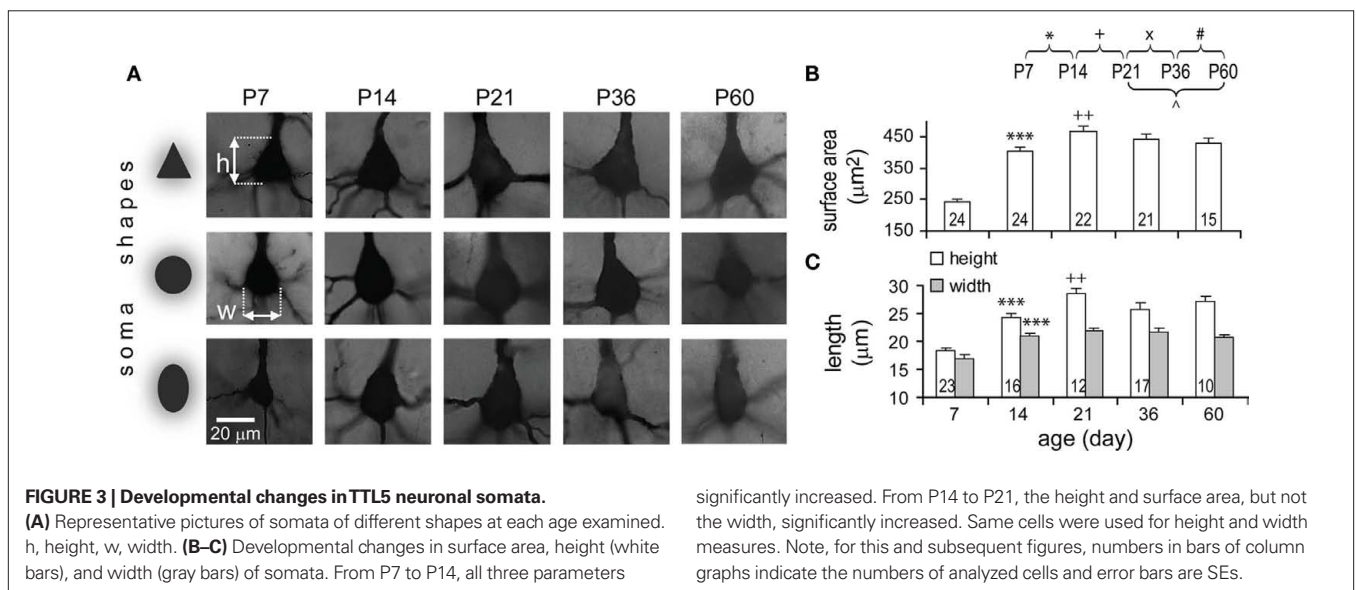 A
P7 P14 P21 P36 P60
soma shapes
h
w
20 μm
B
* + x #
P7 P14 P21 P36 P60
^
surface area
(μm2)
450
350
250
150
*** ++
24 24 22 21 15
C
height
width
length
(μm)
30
25
20
15
10
*** *** ++
23 16 12 17 10
7 14 21 36 60
age (day)
FIGURE 3 | Developmental changes in TTL5 neuronal somata.
(A) Representative pictures of somata of different shapes at each age examined.
h, height, w, width. (B–C) Developmental changes in surface area, height (white
bars), and width (gray bars) of somata. From P7 to P14, all three parameters
significantly increased. From P14 to P21, the height and surface area, but not
the width, significantly increased. Same cells were used for height and width
measures. Note, for this and subsequent figures, numbers in bars of column
graphs indicate the numbers of analyzed cells and error bars are SEs.